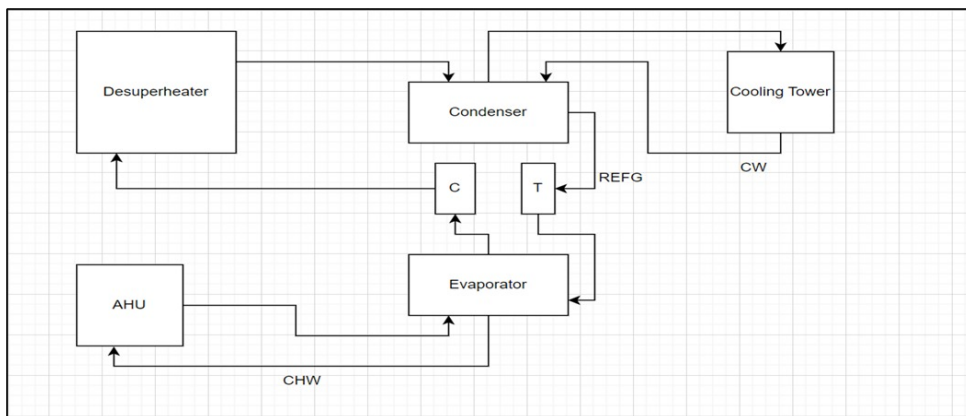 Desuperheater
Condenser
Cooling Tower
CW
REFG
C
T
Evaporator
AHU
CHW